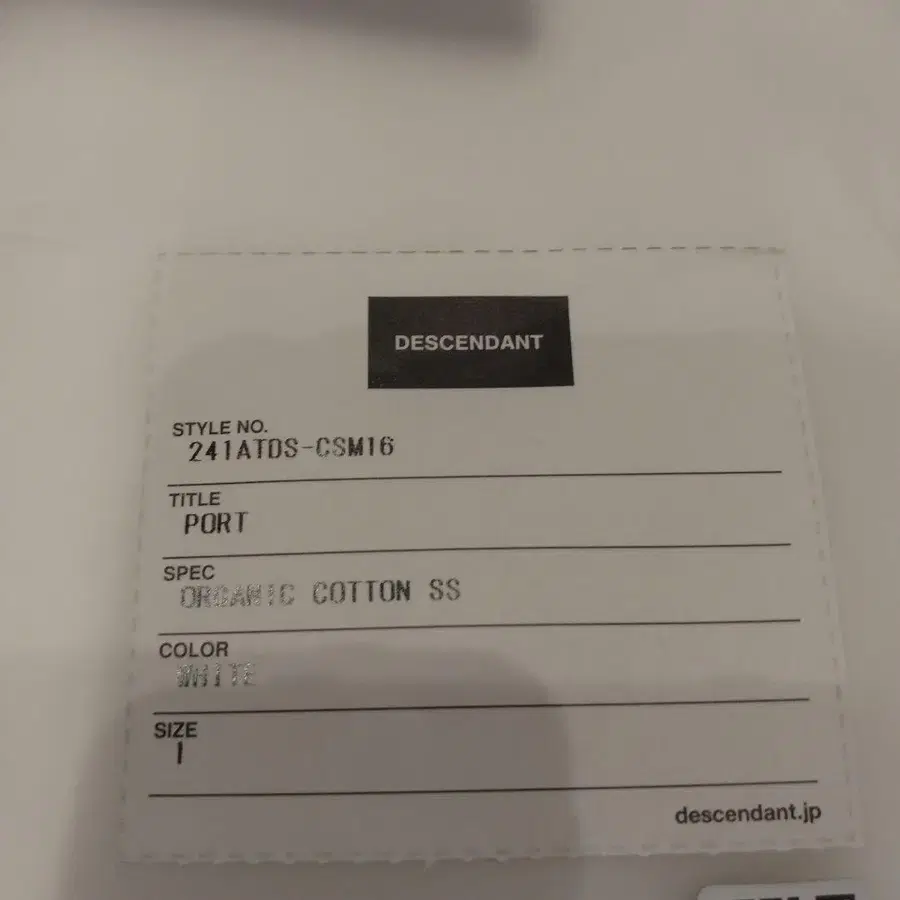 DESCENDANT
STYLE NO.
241ATDS-CSM16
TITLE
PORT
SPEC
ORGANIC COTTON SS
COLOR
WHITE
SIZE
1
descendant.jp